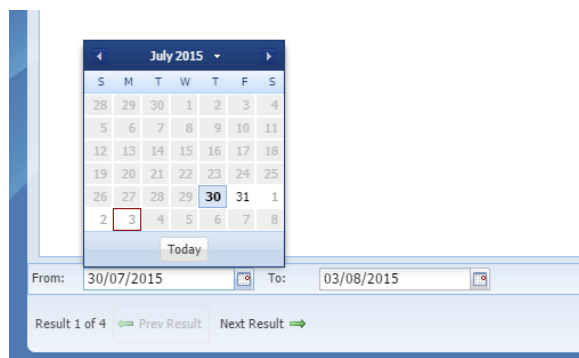 July 2015
S M T W T F S
28 29 30 1 2 3 4
5 6 7 8 9 10 11
12 13 14 15 16 17 18
19 20 21 22 23 24 25
26 27 28 29 30 31 1
2 3 4 5 6 7 8
Today
From: 30/07/2015 To: 03/08/2015
Result 1 of 4 Prev Result Next Result